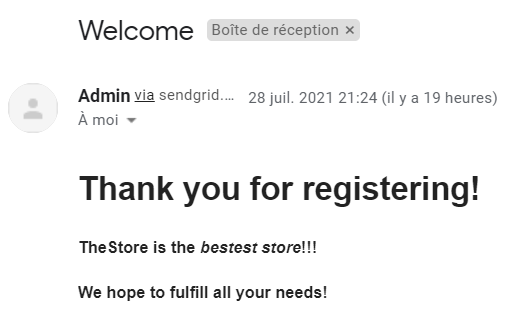 Welcome Boîte de réception ×
Admin via sendgrid.... 28 juil. 2021 21:24 (il y a 19 heures)
À moi
Thank you for registering!
TheStore is the bestest store!!!
We hope to fulfill all your needs!